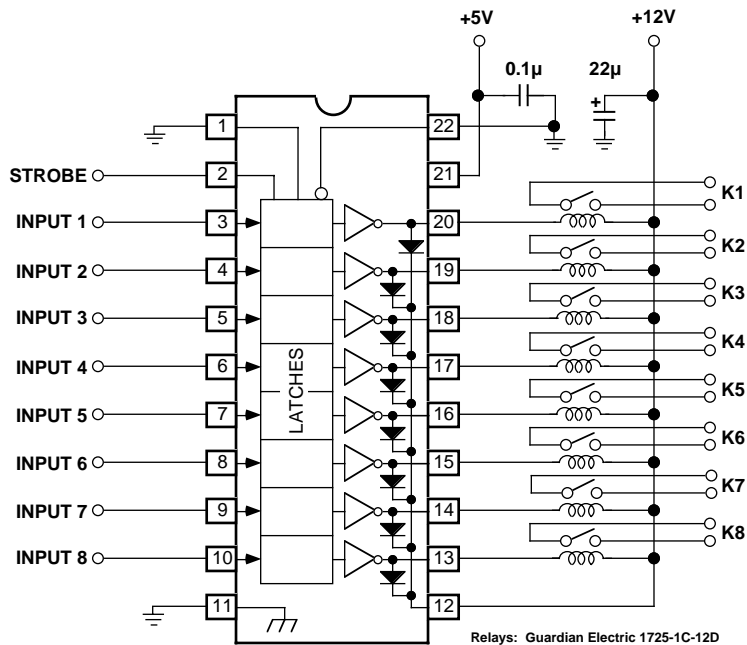 +5V
+12V
0.1µ
22µ
+
1
22
STROBE
2
21
K1
INPUT 1
3
20
K2
INPUT 2
4
19
K3
INPUT 3
5
18
K4
INPUT 4
6
17
LATCHES
K5
INPUT 5
7
16
K6
INPUT 6
8
15
K7
INPUT 7
9
14
K8
INPUT 8
10
13
11
12
Relays: Guardian Electric 1725-1C-12D